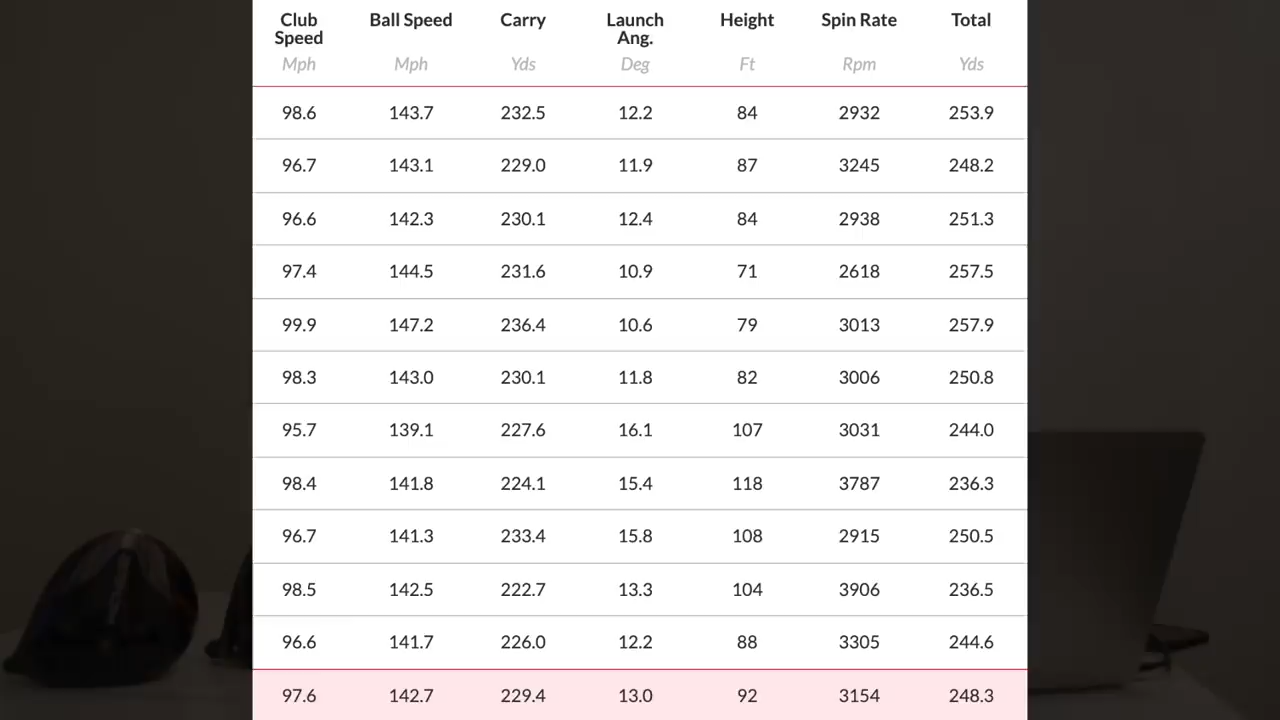 Club Speed Ball Speed Carry Launch Ang. Height Spin Rate Total
Mph Mph Yds Deg Ft Rpm Yds
98.6 143.7 232.5 12.2 84 2932 253.9
96.7 143.1 229.0 11.9 87 3245 248.2
96.6 142.3 230.1 12.4 84 2938 251.3
97.4 144.5 231.6 10.9 71 2618 257.5
99.9 147.2 236.4 10.6 79 3013 257.9
98.3 143.0 230.1 11.8 82 3006 250.8
95.7 139.1 227.6 16.1 107 3031 244.0
98.4 141.8 224.1 15.4 118 3787 236.3
96.7 141.3 233.4 15.8 108 2915 250.5
98.5 142.5 222.7 13.3 104 3906 236.5
96.6 141.7 226.0 12.2 88 3305 244.6
97.6 142.7 229.4 13.0 92 3154 248.3